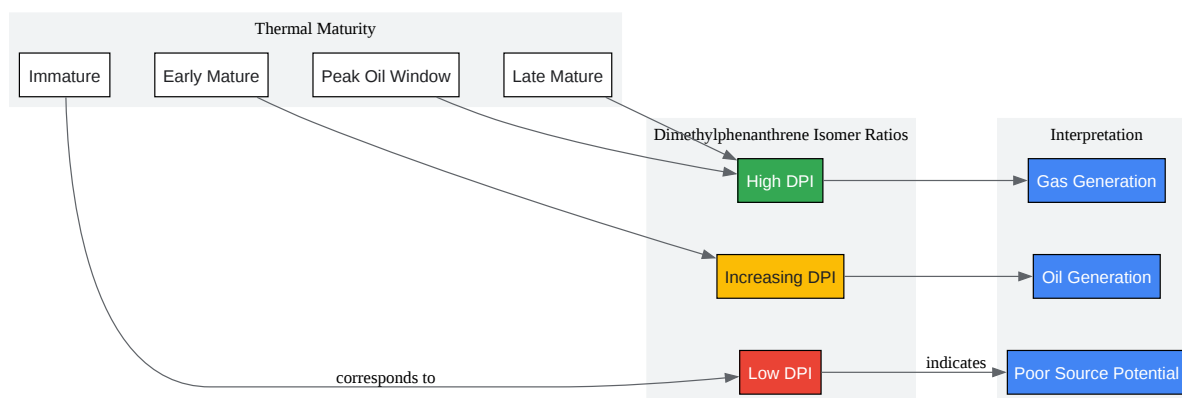 Thermal Maturity
Immature
Early Mature
Peak Oil Window
Late Mature
Dimethylphenanthrene Isomer Ratios
Interpretation
High DPI
Gas Generation
Increasing DPI
Oil Generation
corresponds to
Low DPI
indicates
Poor Source Potential